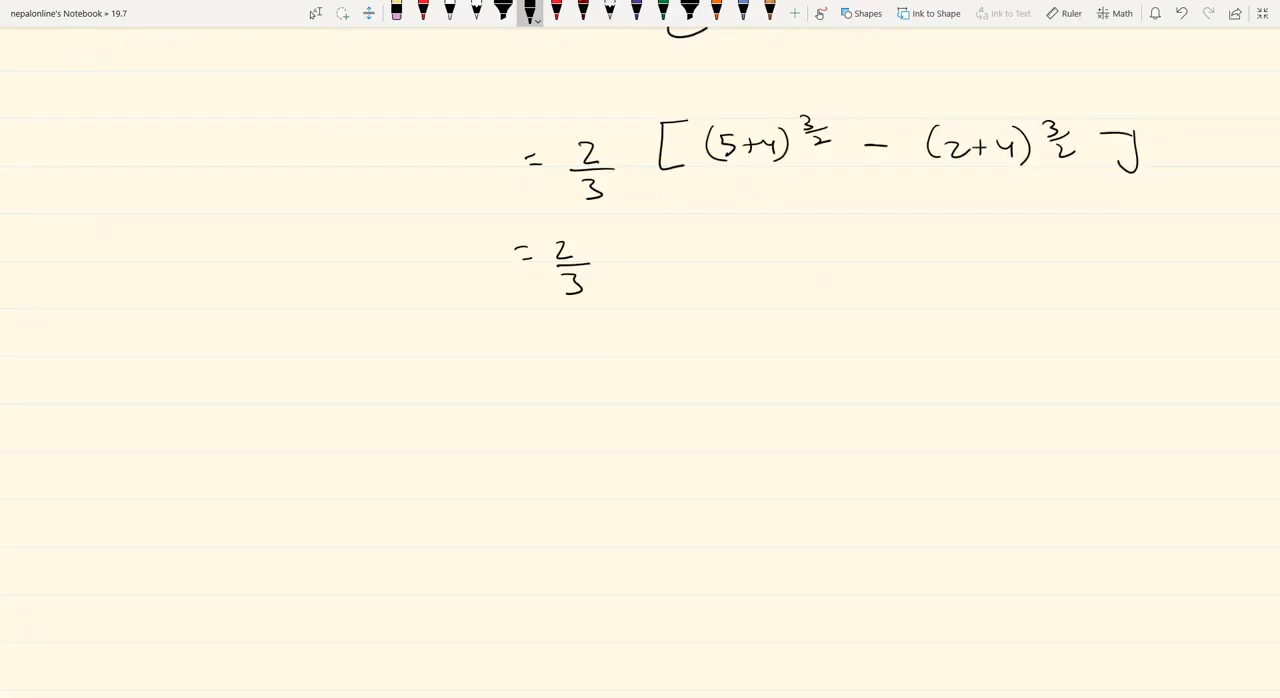 nepalonline's Notebook » 19.7 Shapes Ink to Shape Ink to Text Ruler Math
= 2/3 [ (5+4)^3/2 - (2+4)^3/2 ]
= 2/3